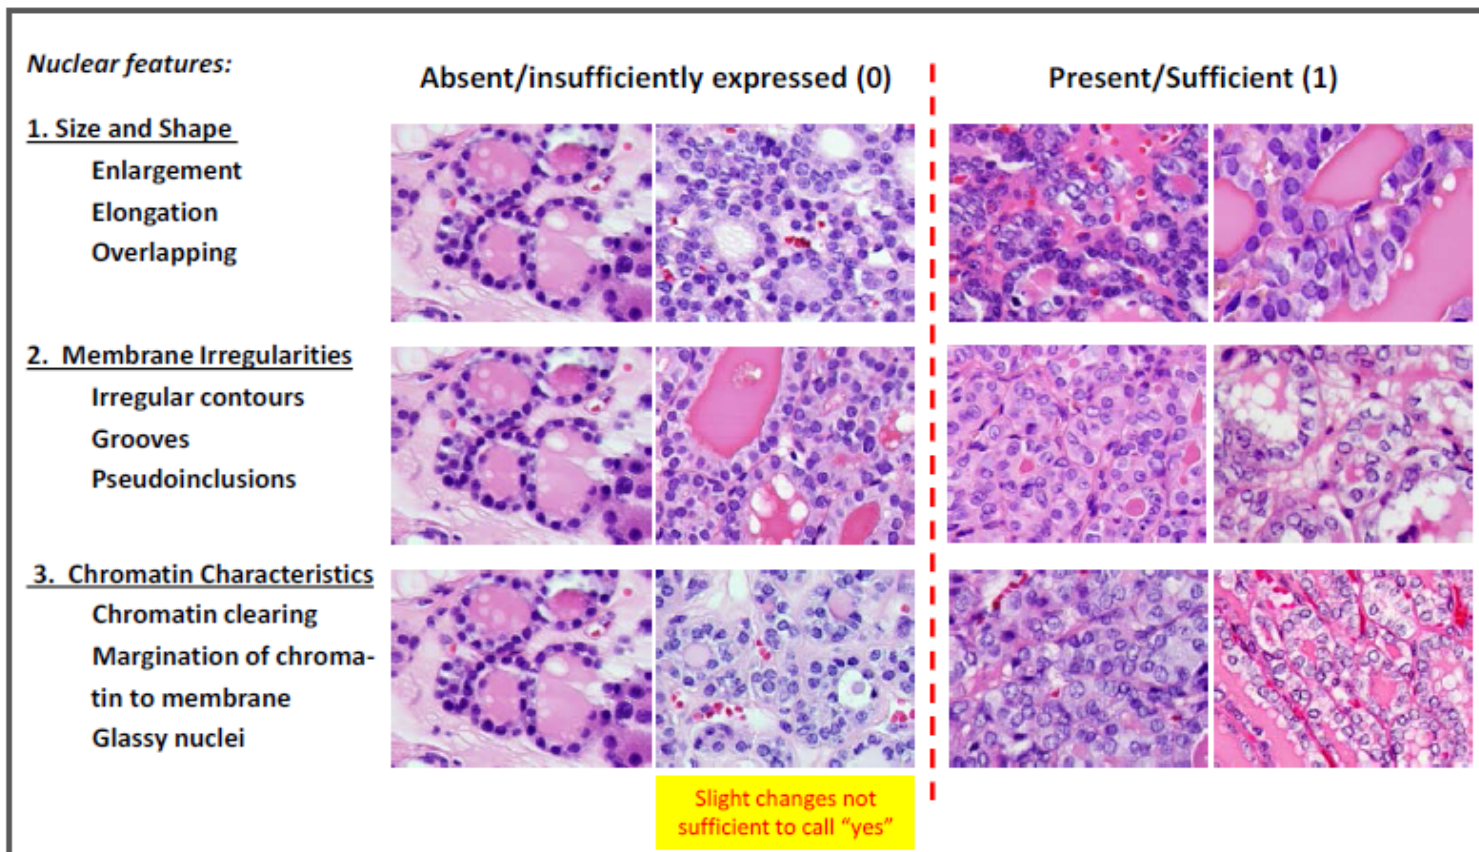 Nuclear features:
Absent/insufficiently expressed (0)
Present/Sufficient (1)
1. Size and Shape
Enlargement
Elongation
Overlapping
2. Membrane Irregularities
Irregular contours
Grooves
Pseudoinclusions
3. Chromatin Characteristics
Chromatin clearing
Margination of chroma-
tin to membrane
Glassy nuclei
Slight changes not
sufficient to call “yes”